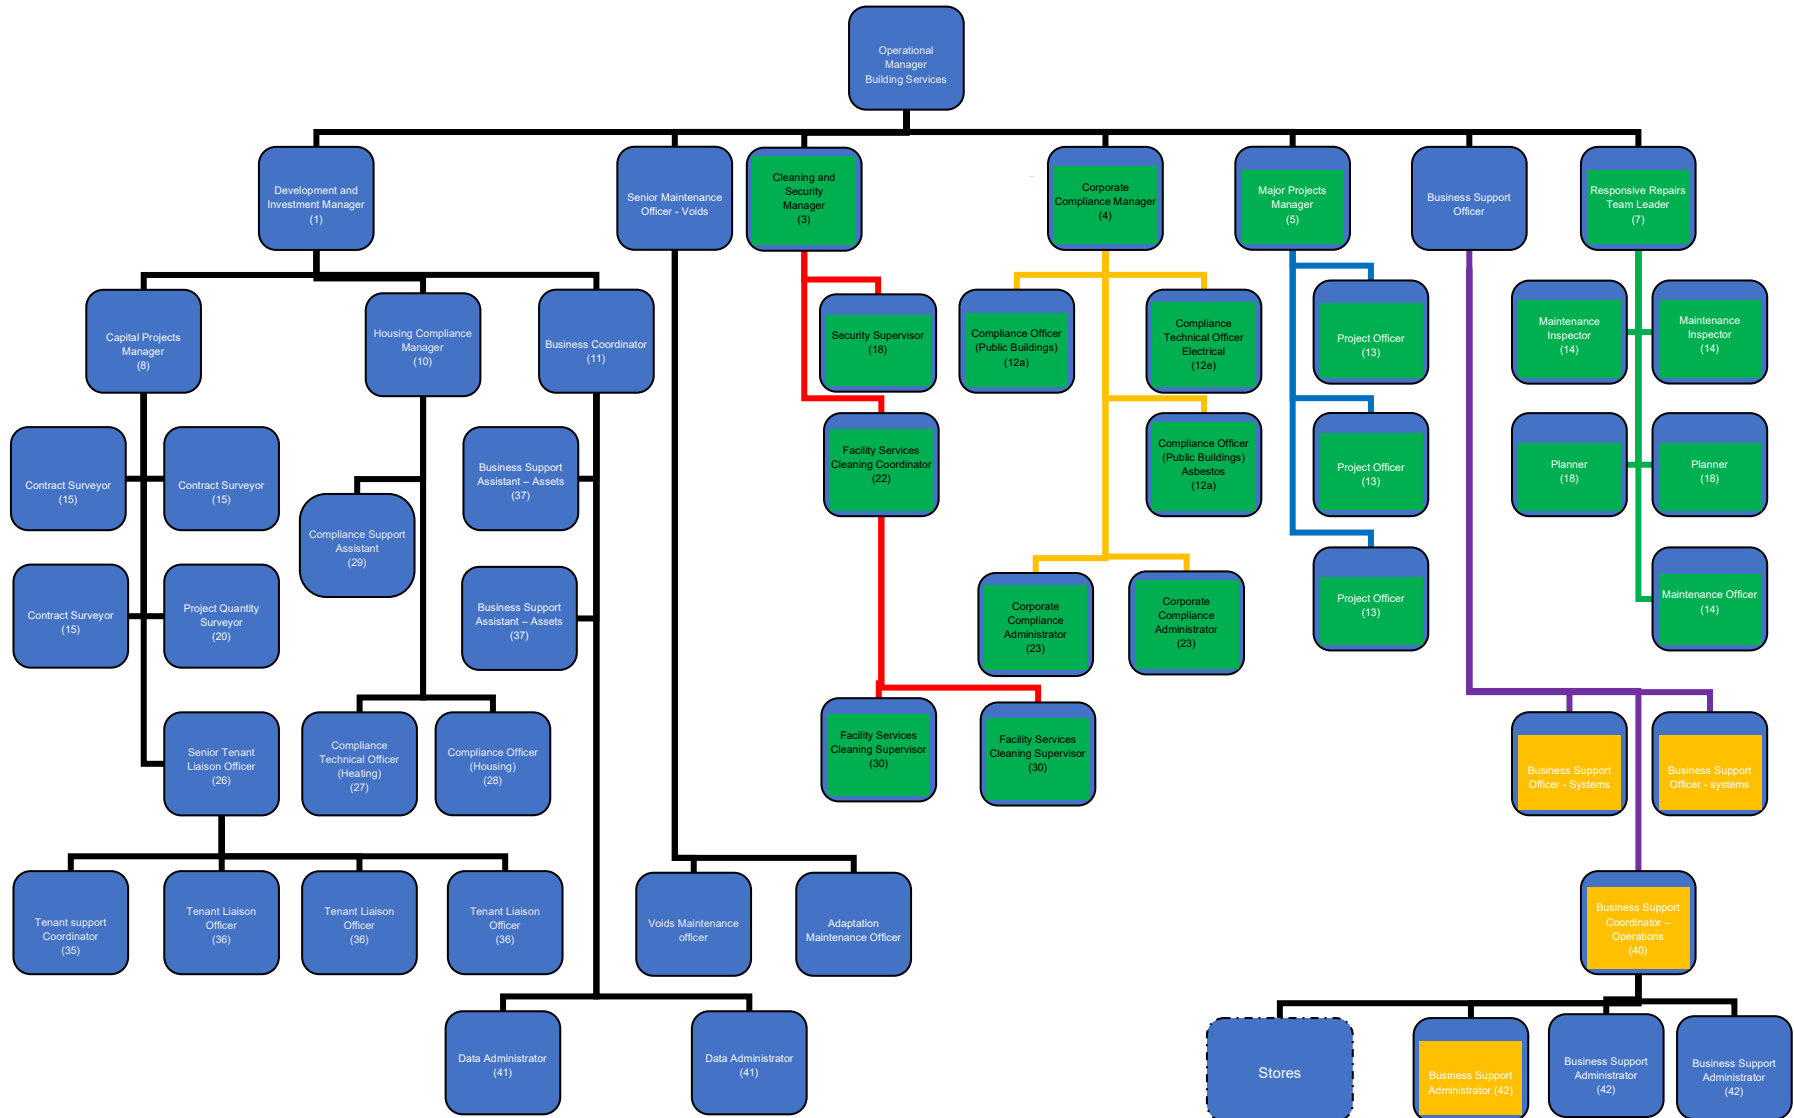 Operational
Manager
Building Services
Development and
Investment Manager
(1)
Senior Maintenance
Officer - Voids
Cleaning and
Security
Manager
(3)
Corporate
Compliance Manager
(4)
Major Projects
Manager
(5)
Business Support
Officer
Responsive Repairs
Team Leader
(7)
Capital Projects
Manager
(8)
Housing Compliance
Manager
(10)
Business Coordinator
(11)
Security Supervisor
(18)
Compliance Officer
(Public Buildings)
(12a)
Compliance
Technical Officer
Electrical
(12e)
Project Officer
(13)
Maintenance
Inspector
(14)
Maintenance
Inspector
(14)
Contract Surveyor
(15)
Contract Surveyor
(15)
Business Support
Assistant – Assets
(37)
Facility Services
Cleaning Coordinator
(22)
Compliance Officer
(Public Buildings)
Asbestos
(12a)
Project Officer
(13)
Planner
(18)
Planner
(18)
Compliance Support
Assistant
(29)
Contract Surveyor
(15)
Project Quantity
Surveyor
(20)
Business Support
Assistant – Assets
(37)
Corporate
Compliance
Administrator
(23)
Corporate
Compliance
Administrator
(23)
Project Officer
(13)
Maintenance Officer
(14)
Senior Tenant
Liaison Officer
(26)
Compliance
Technical Officer
(Heating)
(27)
Compliance Officer
(Housing)
(28)
Facility Services
Cleaning Supervisor
(30)
Facility Services
Cleaning Supervisor
(30)
Business Support
Officer - Systems
Business Support
Officer - systems
Tenant support
Coordinator
(35)
Tenant Liaison
Officer
(36)
Tenant Liaison
Officer
(36)
Tenant Liaison
Officer
(36)
Voids Maintenance
officer
Adaptation
Maintenance Officer
Business Support
Coordinator –
Operations
(40)
Data Administrator
(41)
Data Administrator
(41)
Stores
Business Support
Administrator (42)
Business Support
Administrator
(42)
Business Support
Administrator
(42)